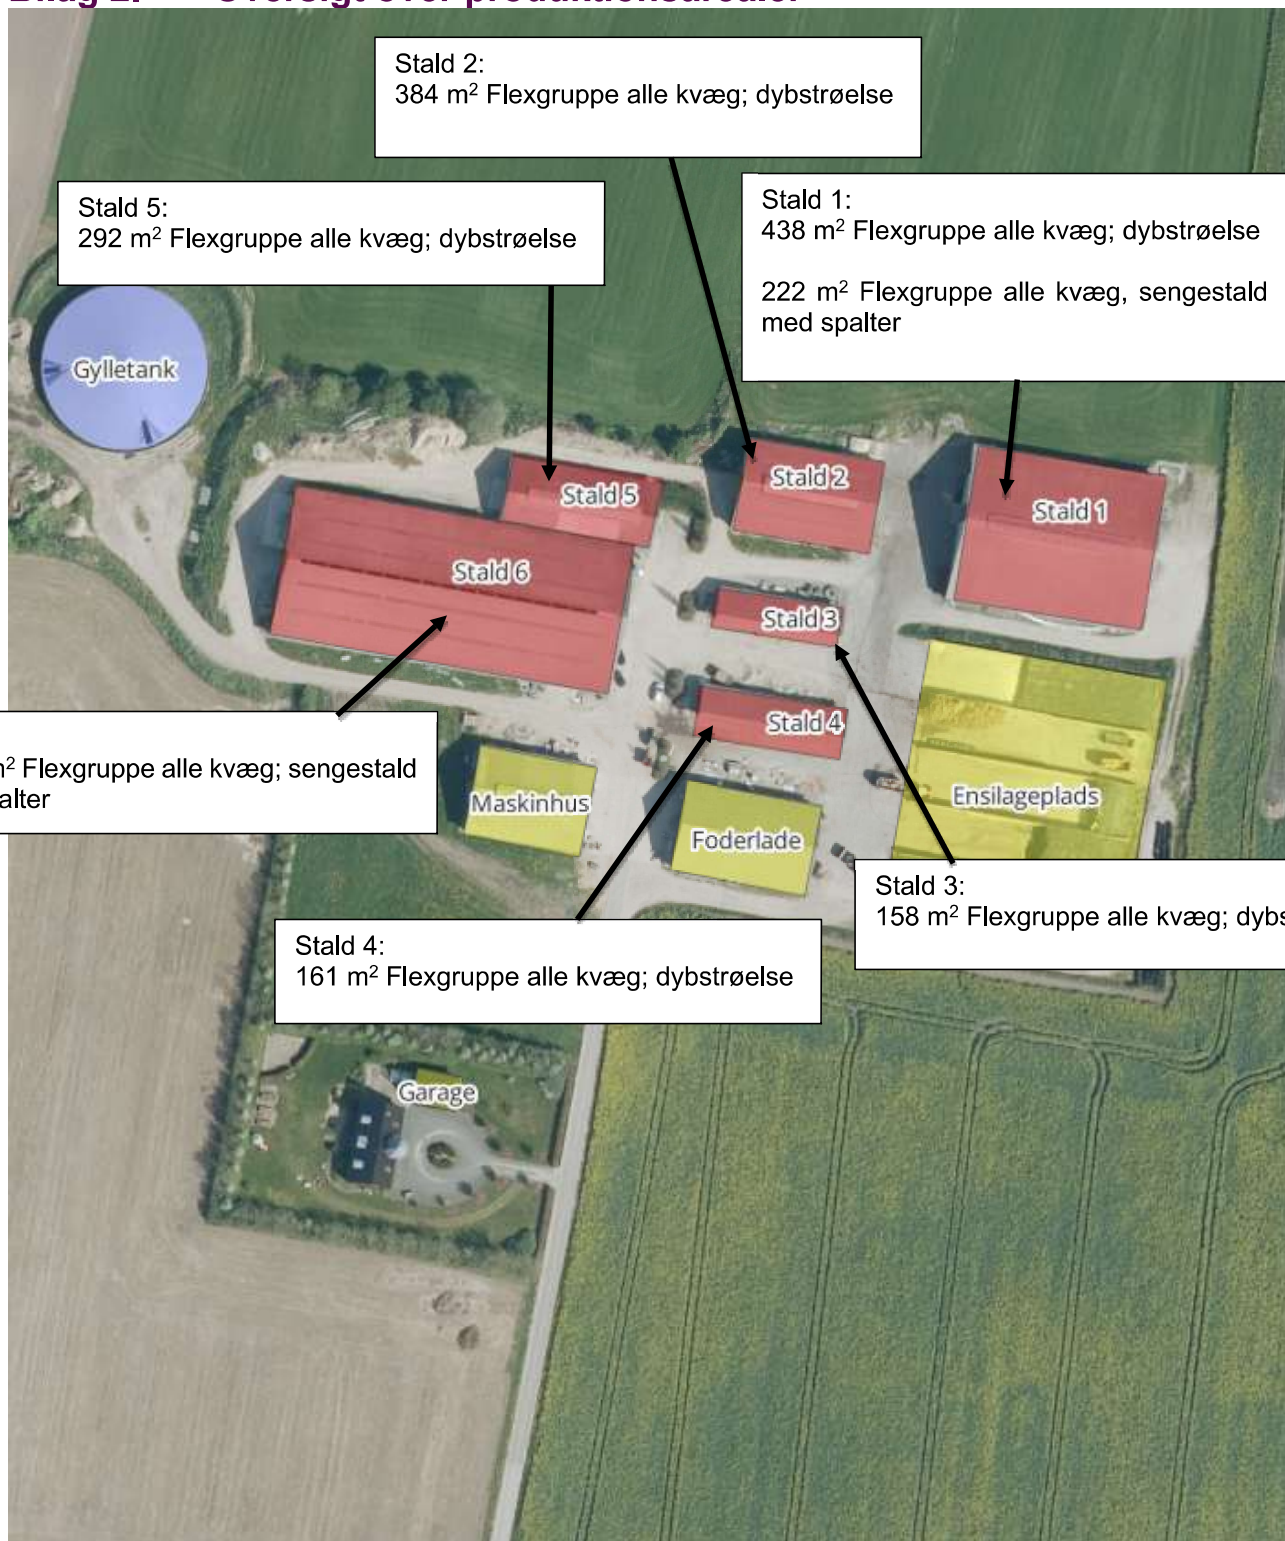 Stald 2:
384 m² Flexgruppe alle kvæg; dybstrøelse
Stald 5:
292 m² Flexgruppe alle kvæg; dybstrøelse
Stald 1:
438 m² Flexgruppe alle kvæg; dybstrøelse
222 m² Flexgruppe alle kvæg, sengestald
med spalter
Gylletank
Stald 5
Stald 2
Stald 1
Stald 6
Stald 3
Stald 4
m² Flexgruppe alle kvæg; sengestald
alter
Maskinhus
Foderlade
Ensilageplads
Stald 3:
158 m² Flexgruppe alle kvæg; dybs
Stald 4:
161 m² Flexgruppe alle kvæg; dybstrøelse
Garage